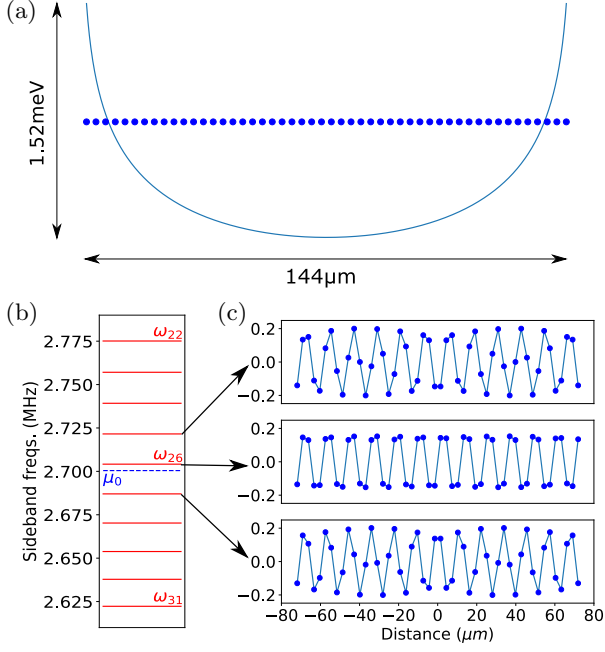 (a)
1.52meV
144μm
(b)
Sideband freqs. (MHz)
2.775
2.750
2.725
2.700
2.675
2.650
2.625
ω22
ω26
μ0
ω31
(c)
0.2
0.0
−0.2
0.2
0.0
−0.2
0.2
0.0
−0.2
−80 −60 −40 −20 0 20 40 60 80
Distance (μm)